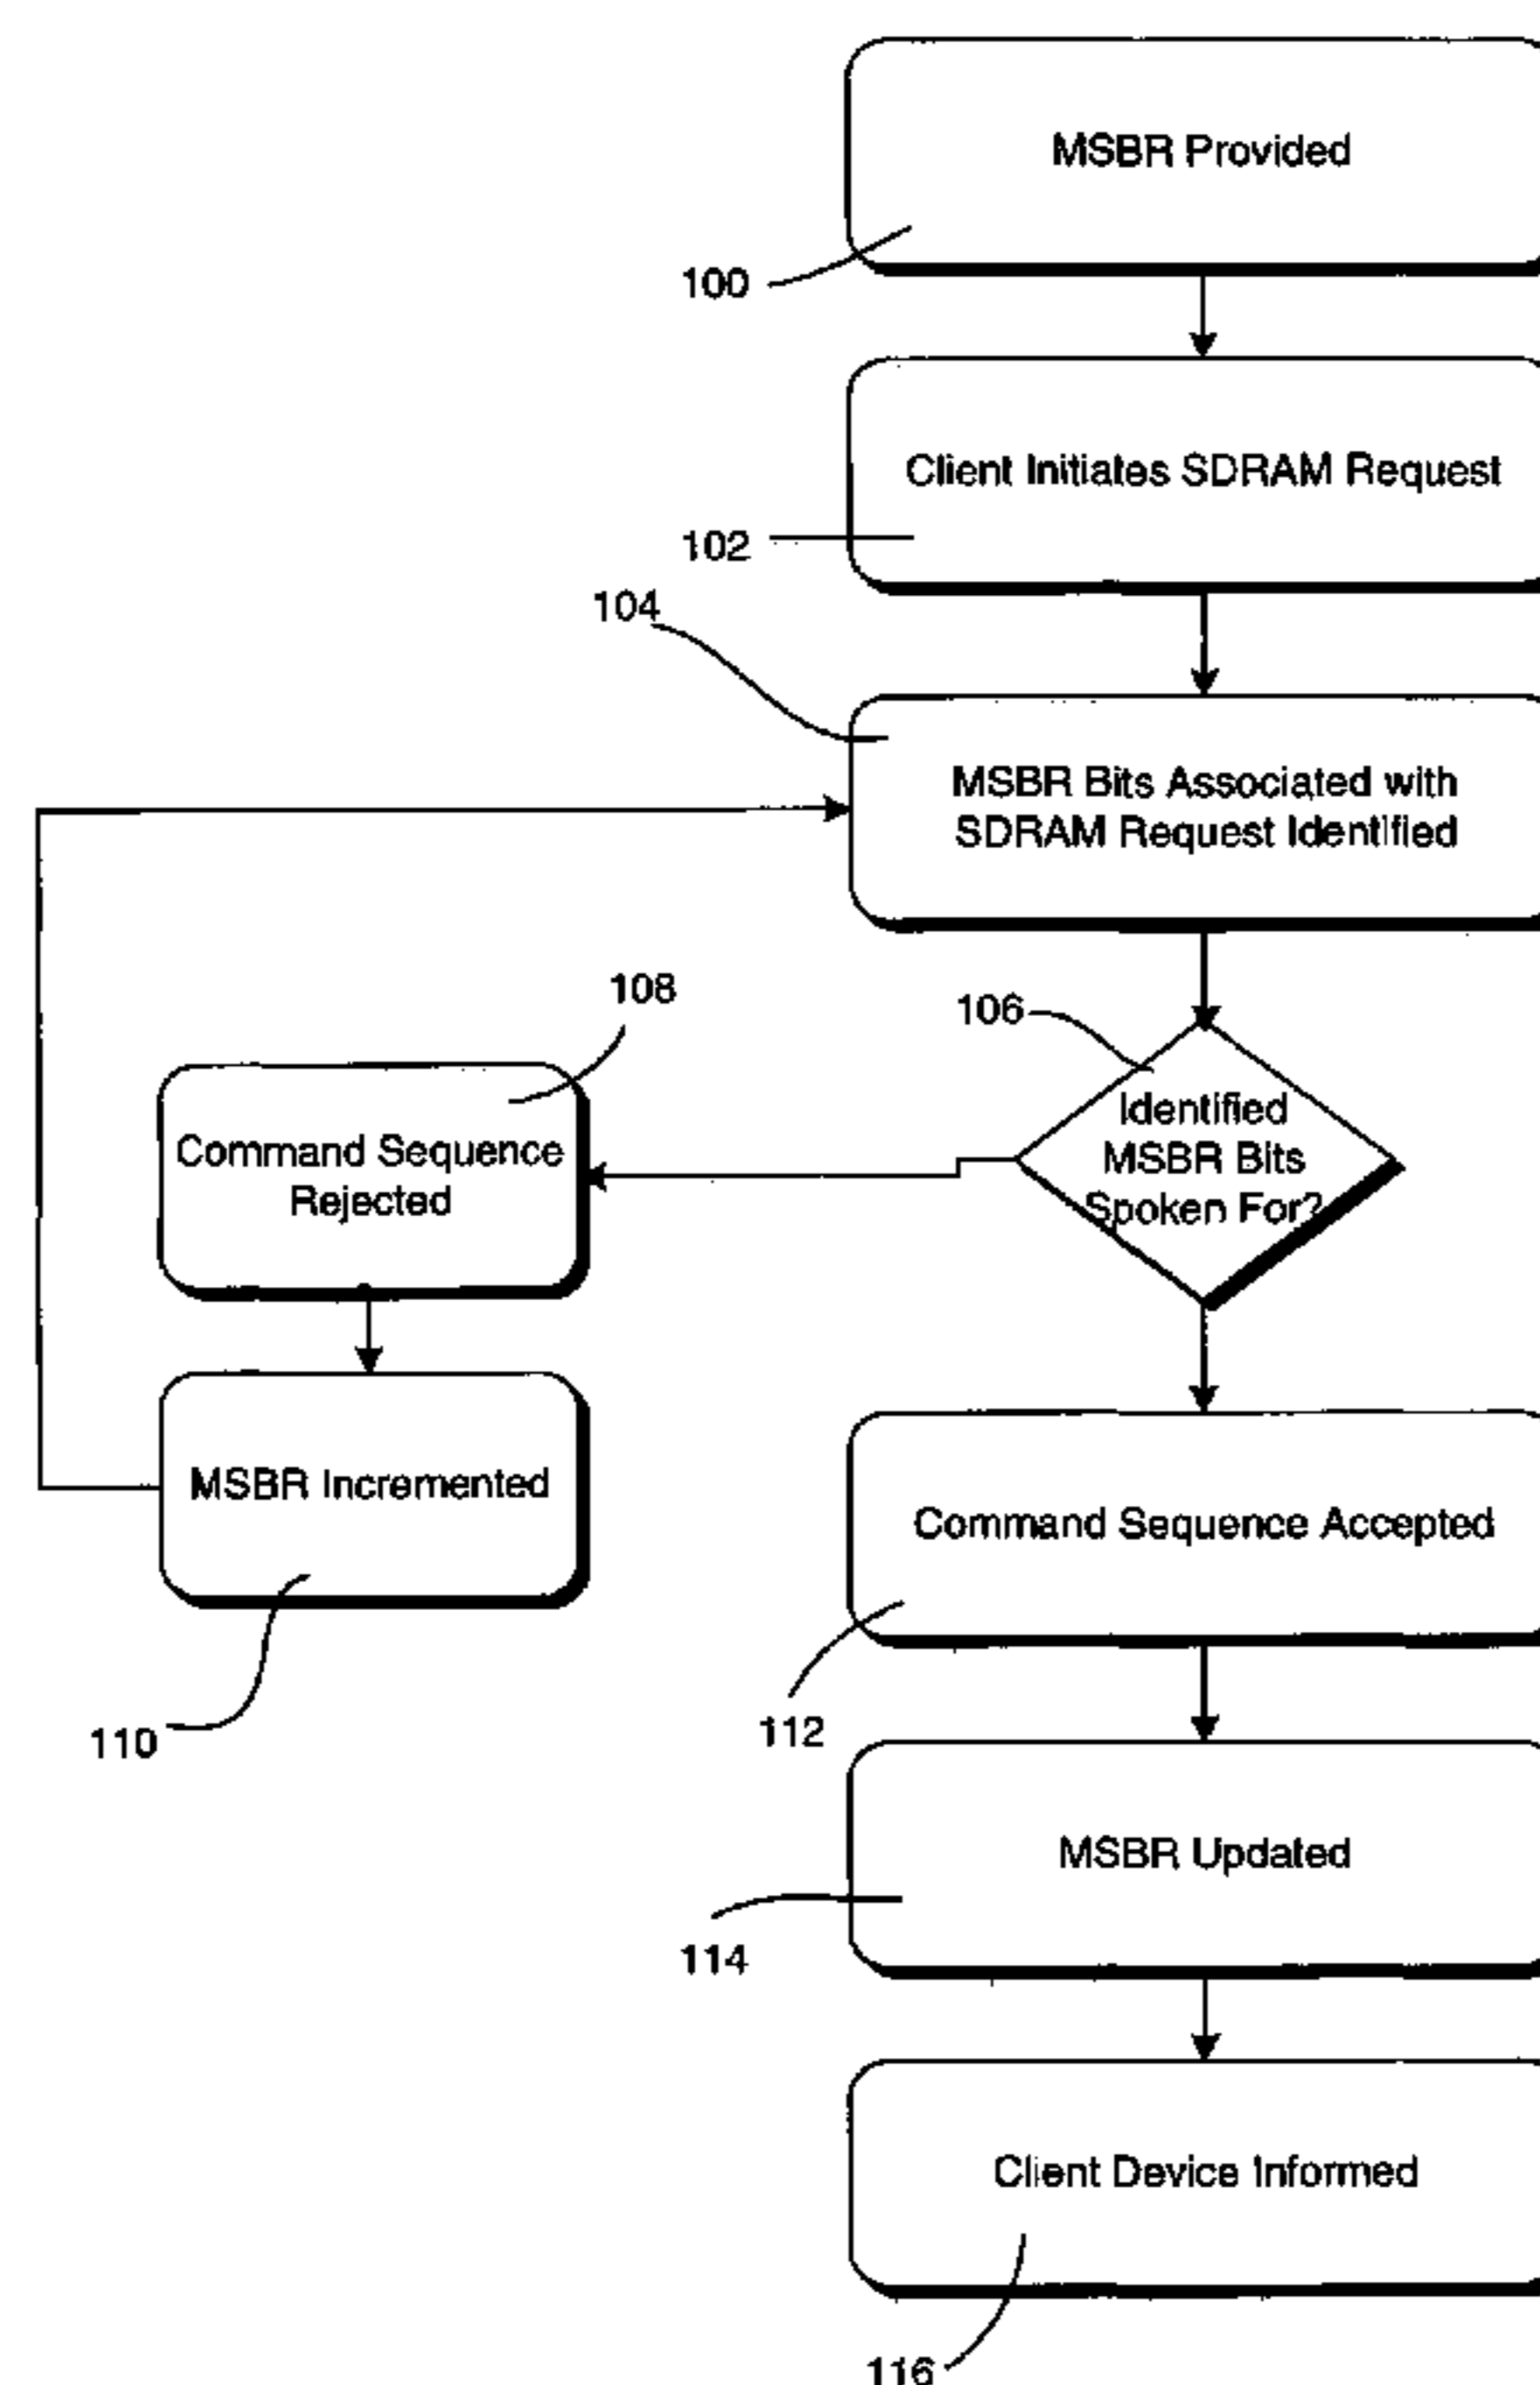 MSBR Provided
100
Client Initiates SDRAM Request
102
104
MSBR Bits Associated with
SDRAM Request Identified
108
106
Identified
MSBR Bits
Spoken For?
Command Sequence
Rejected
MSBR Incremented
Command Sequence Accepted
110
112
MSBR Updated
114
Client Device Informed
116